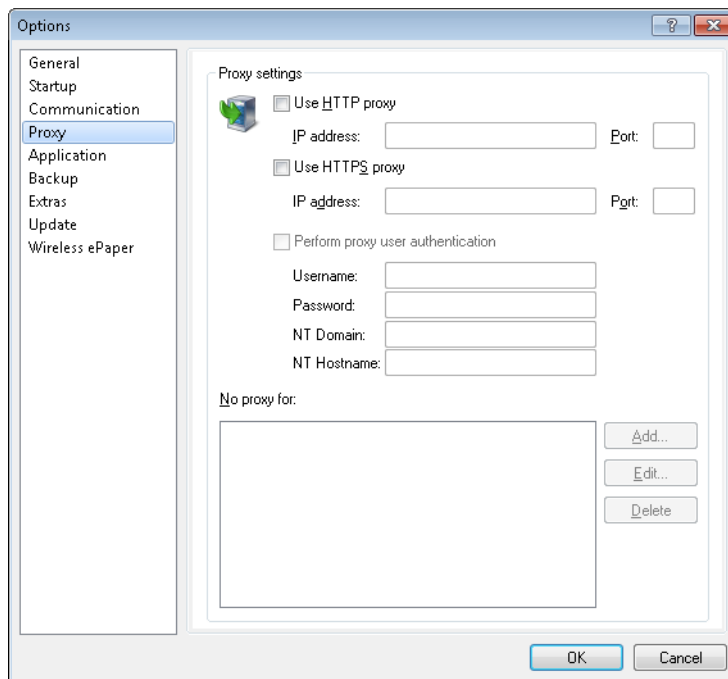 Options
General
Startup
Communication
Proxy
Application
Backup
Extras
Update
Wireless ePaper
Proxy settings
Use HTTP proxy
IP address: Port:
Use HTTPS proxy
IP address: Port:
Perform proxy user authentication
Username:
Password:
NT Domain:
NT Hostname:
No proxy for:
Add...
Edit...
Delete
OK Cancel